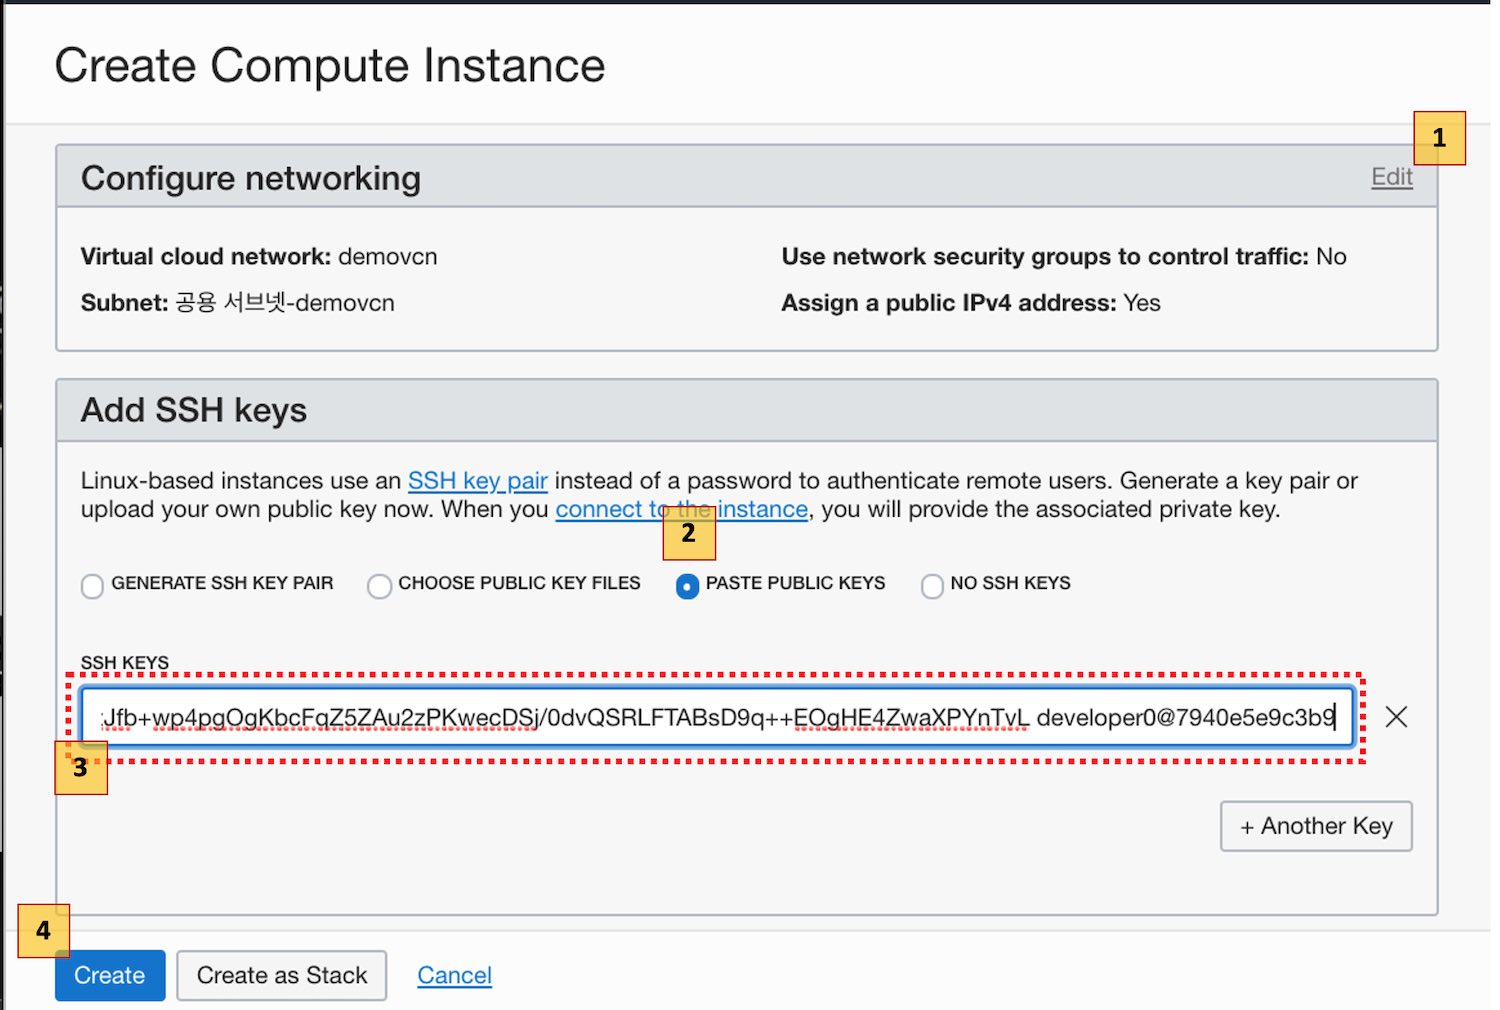 Create Compute Instance
1
Configure networking
Edit
Virtual cloud network: demovcn
Use network security groups to control traffic: No
Subnet: 공용 서브넷-demovcn
Assign a public IPv4 address: Yes
Add SSH keys
Linux-based instances use an SSH key pair instead of a password to authenticate remote users. Generate a key pair or
upload your own public key now. When you connect to the instance, you will provide the associated private key.
2
GENERATE SSH KEY PAIR
CHOOSE PUBLIC KEY FILES
PASTE PUBLIC KEYS
NO SSH KEYS
SSH KEYS
Jfb+wp4pgOgKbcFqZ5ZAu2zPKwecDSj/0dvQSRLFTABsD9q++EOgHE4ZwaXPYnTvL developer0@7940e5e9c3b9
3
+ Another Key
4
Create
Create as Stack
Cancel